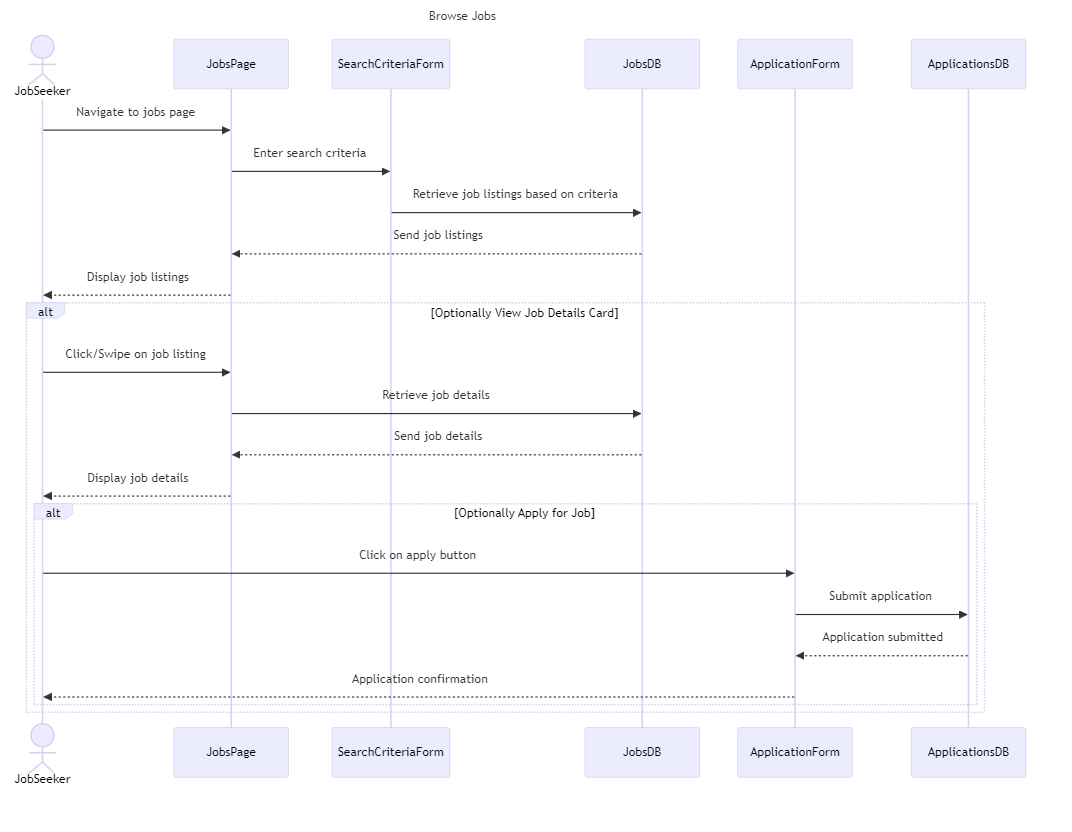 Browse Jobs
JobSeeker
JobsPage
SearchCriteriaForm
JobsDB
ApplicationForm
ApplicationsDB
Navigate to jobs page
Enter search criteria
Retrieve job listings based on criteria
Send job listings
Display job listings
alt
[Optionally View Job Details Card]
Click/Swipe on job listing
Retrieve job details
Send job details
Display job details
alt
[Optionally Apply for Job]
Click on apply button
Submit application
Application submitted
Application confirmation
JobSeeker
JobsPage
SearchCriteriaForm
JobsDB
ApplicationForm
ApplicationsDB